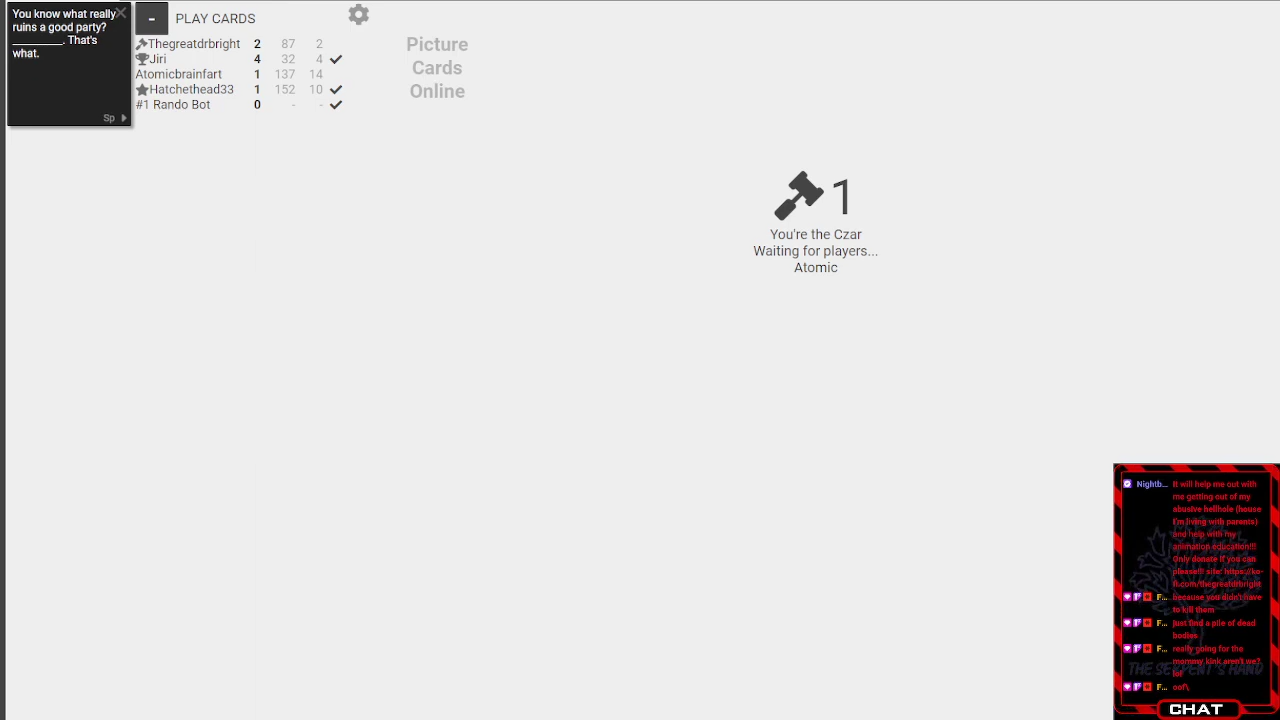 You know what really
ruins a good party?
_________. That's
what.
Sp
-
PLAY CARDS
Thegreatdrbright 2 87 2
Jiri 4 32 4
Atomicbrainfart 1 137 14
Hatchethead33 1 152 10
#1 Rando Bot 0 - -
Picture
Cards
Online
1
You're the Czar
Waiting for players...
Atomic
Nightb... It will help me out with
me getting out of my
abusive hellhole (house
I'm living with parents)
and help with my
animation education!!!
Only donate if you can
please!!! site: https://ko-
fi.com/thegreatdrbright
F... because you didn't have
to kill them
F... just find a pile of dead
bodies
F... really going for the
mommy kink aren't we?
lol
F... oof\
THE SERPENT'S HAND
CHAT